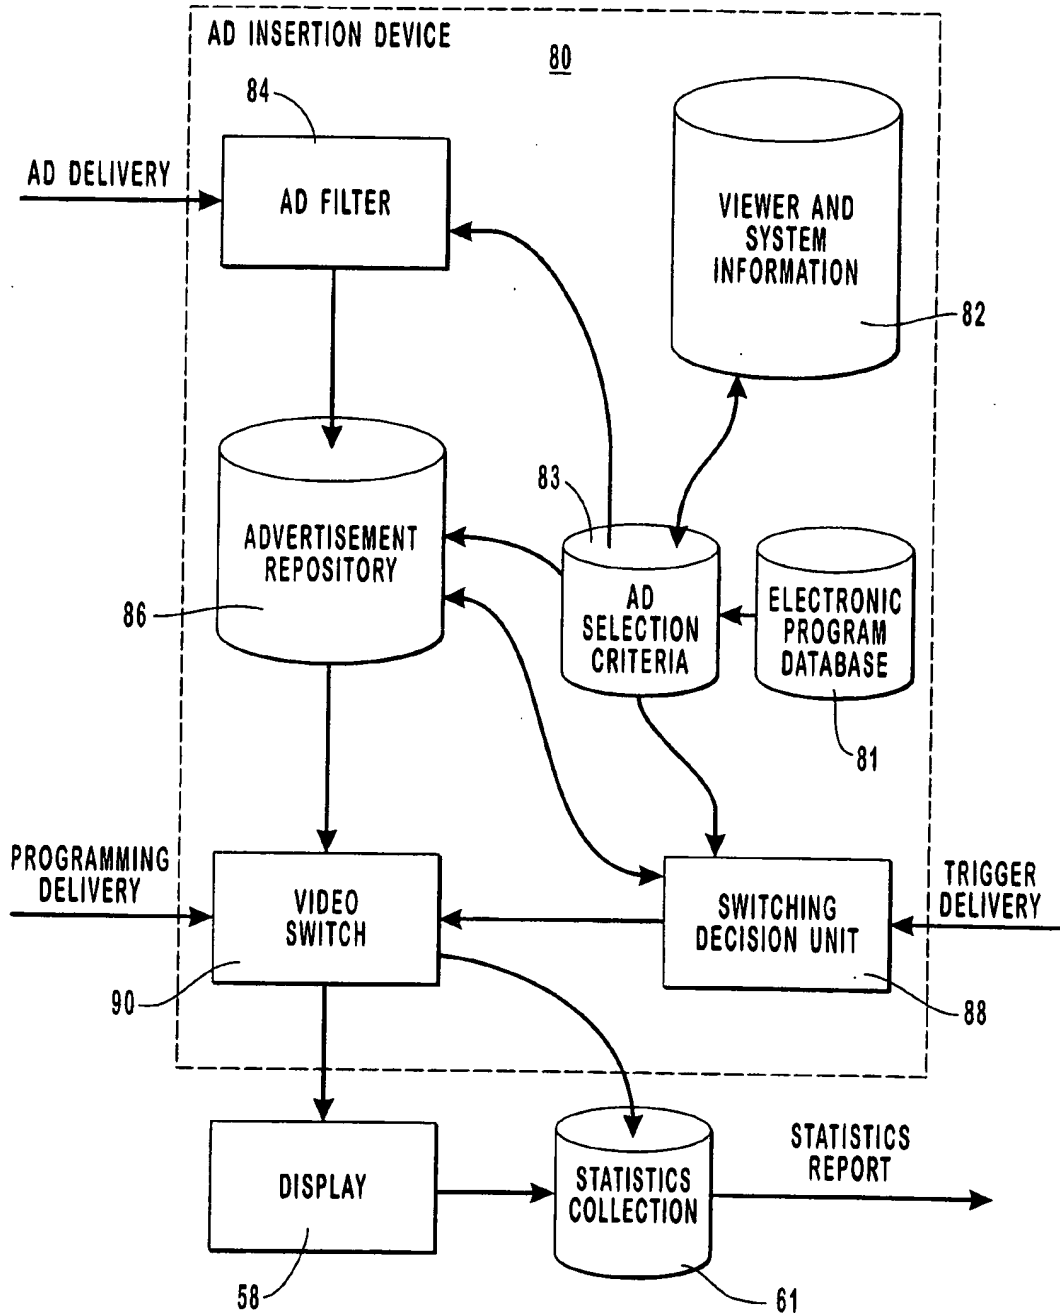 AD INSERTION DEVICE
80
84
AD DELIVERY
AD FILTER
VIEWER AND
SYSTEM
INFORMATION
82
83
ADVERTISEMENT
REPOSITORY
86
AD
SELECTION
CRITERIA
ELECTRONIC
PROGRAM
DATABASE
81
PROGRAMMING
DELIVERY
VIDEO
SWITCH
90
SWITCHING
DECISION UNIT
88
TRIGGER
DELIVERY
DISPLAY
58
STATISTICS
COLLECTION
61
STATISTICS
REPORT